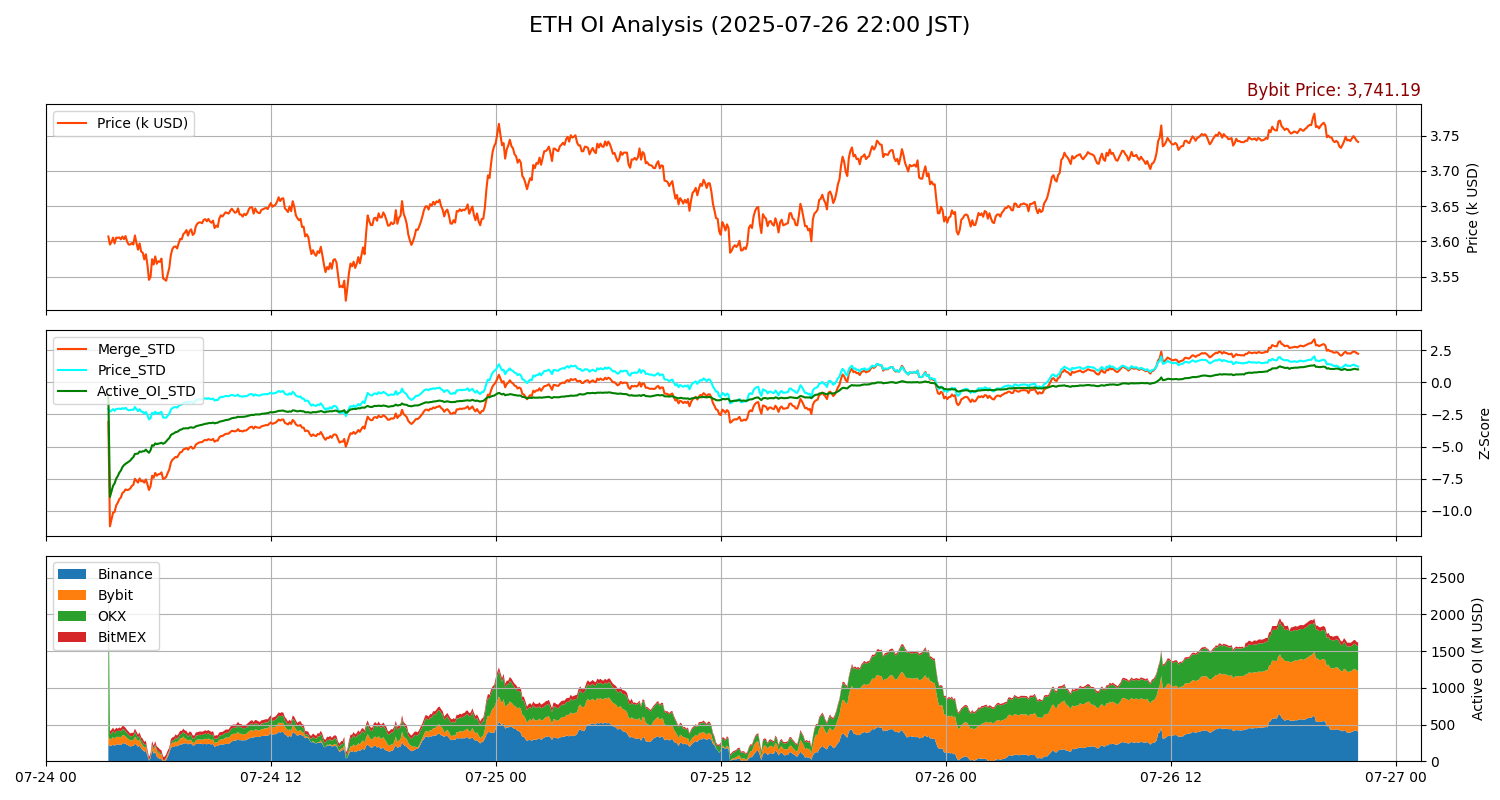 ETH OI Analysis (2025-07-26 22:00 JST)
Bybit Price: 3,741.19
Price (k USD)
3.75
3.70
3.65
3.60
3.55
Price (k USD)
Merge_STD
Price_STD
Active_OI_STD
2.5
0.0
−2.5
−5.0
−7.5
−10.0
Z-Score
Binance
Bybit
OKX
BitMEX
2500
2000
1500
1000
500
0
Active OI (M USD)
07-24 00
07-24 12
07-25 00
07-25 12
07-26 00
07-26 12
07-27 00